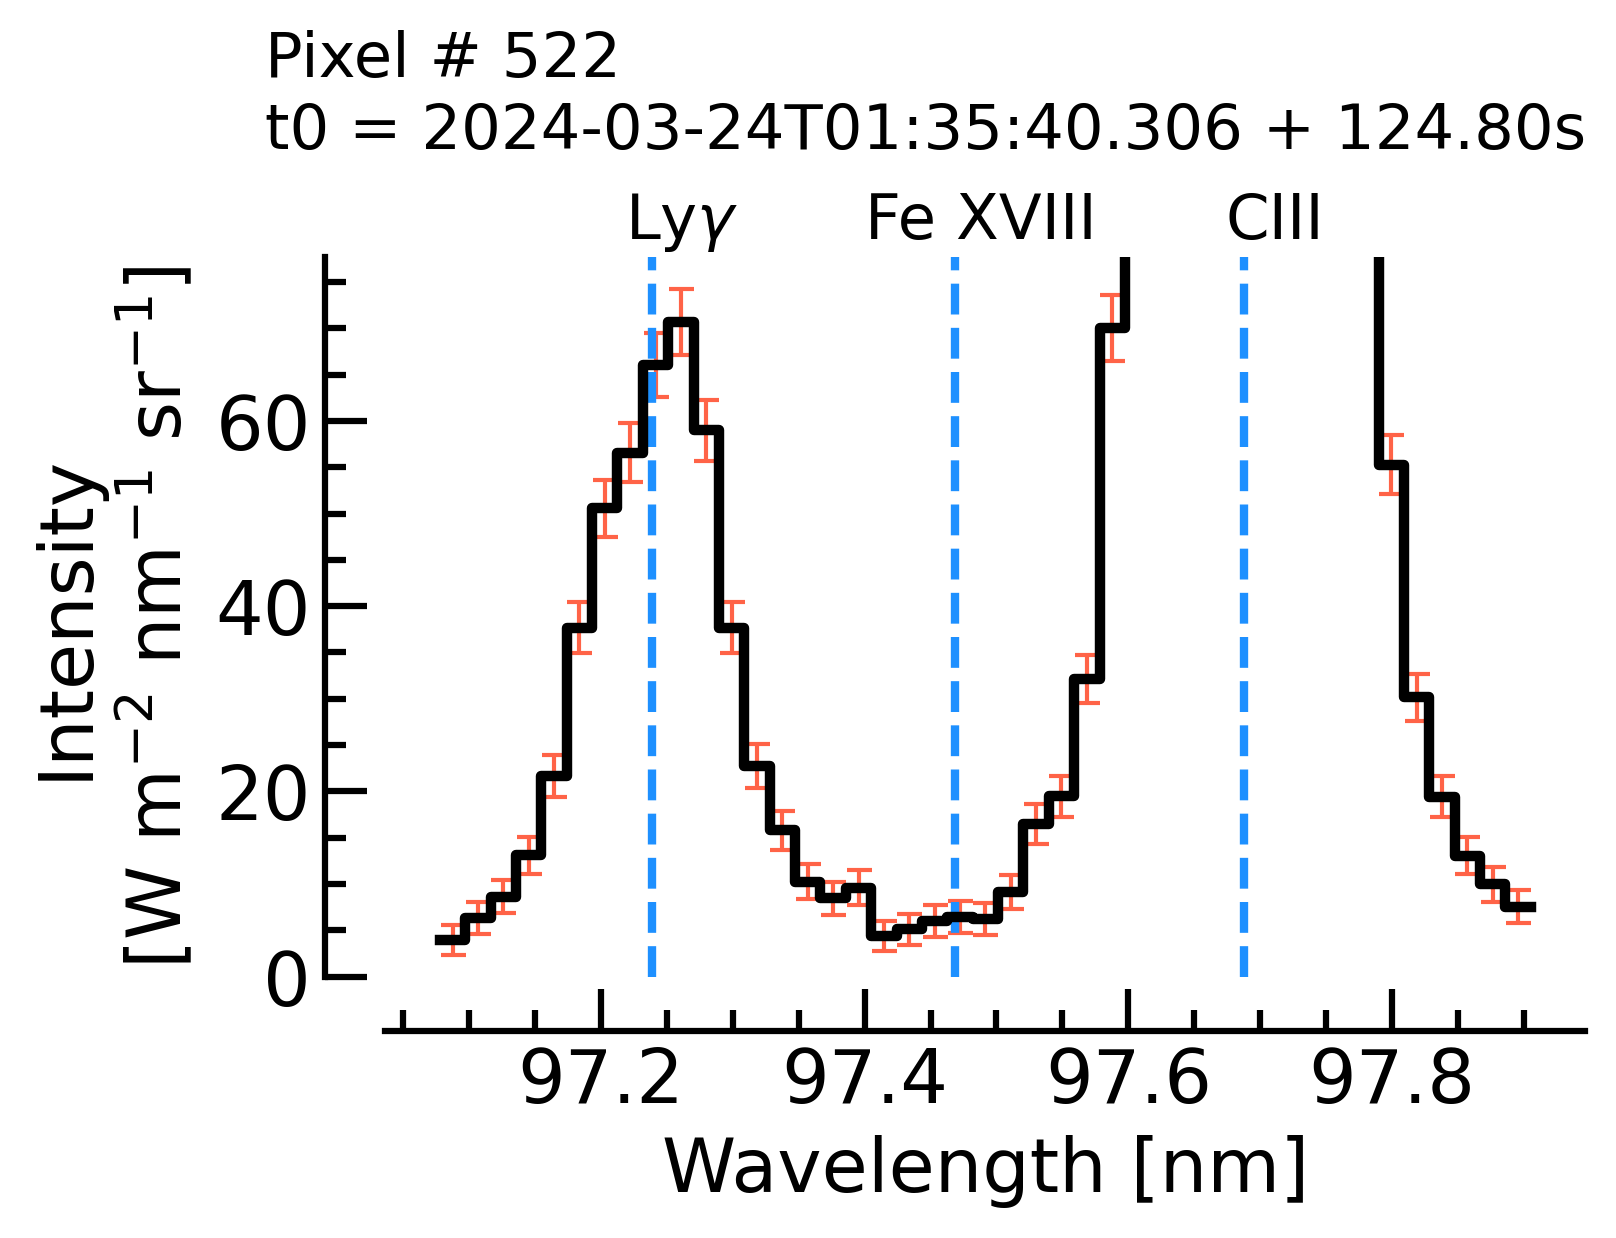 Pixel # 522
t0 = 2024-03-24T01:35:40.306 + 124.80s
Lyγ Fe XVIII CIII
Intensity
[W m⁻² nm⁻¹ sr⁻¹]
60
40
20
0
97.2 97.4 97.6 97.8
Wavelength [nm]